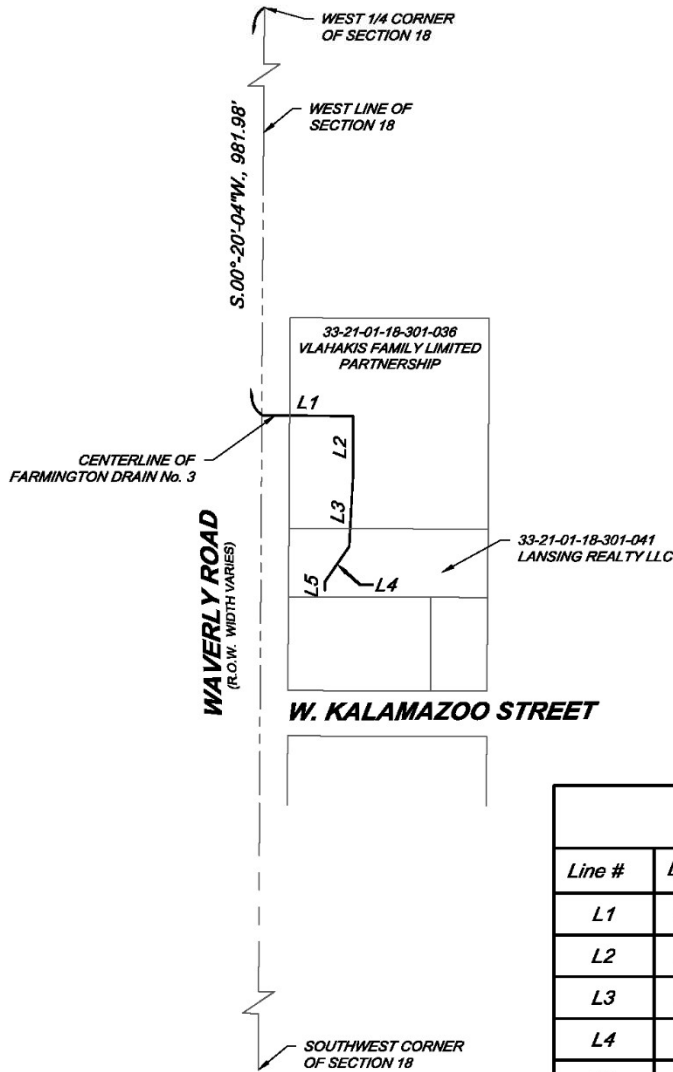 WEST 1/4 CORNER
OF SECTION 18
WEST LINE OF
SECTION 18
S.00°-20'-04"W., 981.98'
33-21-01-18-301-036
VLAHAKIS FAMILY LIMITED
PARTNERSHIP
L1
L2
CENTERLINE OF
FARMINGTON DRAIN No. 3
L3
33-21-01-18-301-041
LANSING REALTY LLC
L5
L4
WAVERLY ROAD
(R.O.W. WIDTH VARIES)
W. KALAMAZOO STREET
Line #
L1
L2
L3
L4
SOUTHWEST CORNER
OF SECTION 18